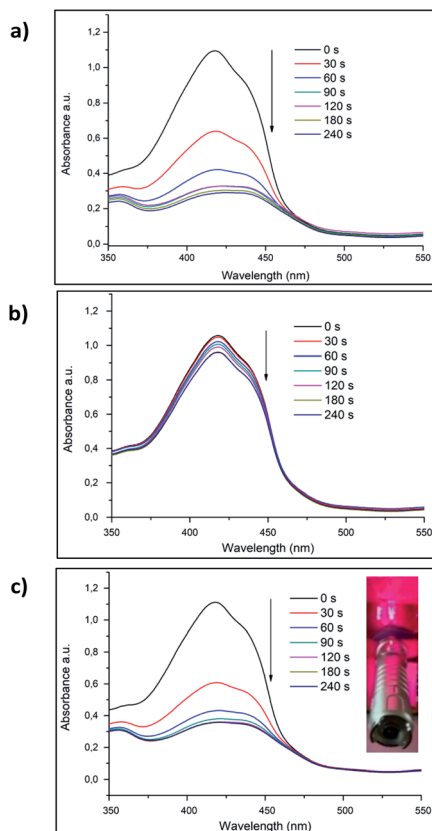 a)
Absorbance a.u.
1,2
1,0
0,8
0,6
0,4
0,2
0,0
0 s
30 s
60 s
90 s
120 s
180 s
240 s
350 400 450 500 550
Wavelength (nm)
b)
Absorbance a.u.
1,2
1,0
0,8
0,6
0,4
0,2
0,0
0 s
30 s
60 s
90 s
120 s
180 s
240 s
350 400 450 500 550
Wavelength (nm)
c)
Absorbance a.u.
1,2
1,0
0,8
0,6
0,4
0,2
0,0
0 s
30 s
60 s
90 s
120 s
180 s
240 s
350 400 450 500 550
Wavelength (nm)